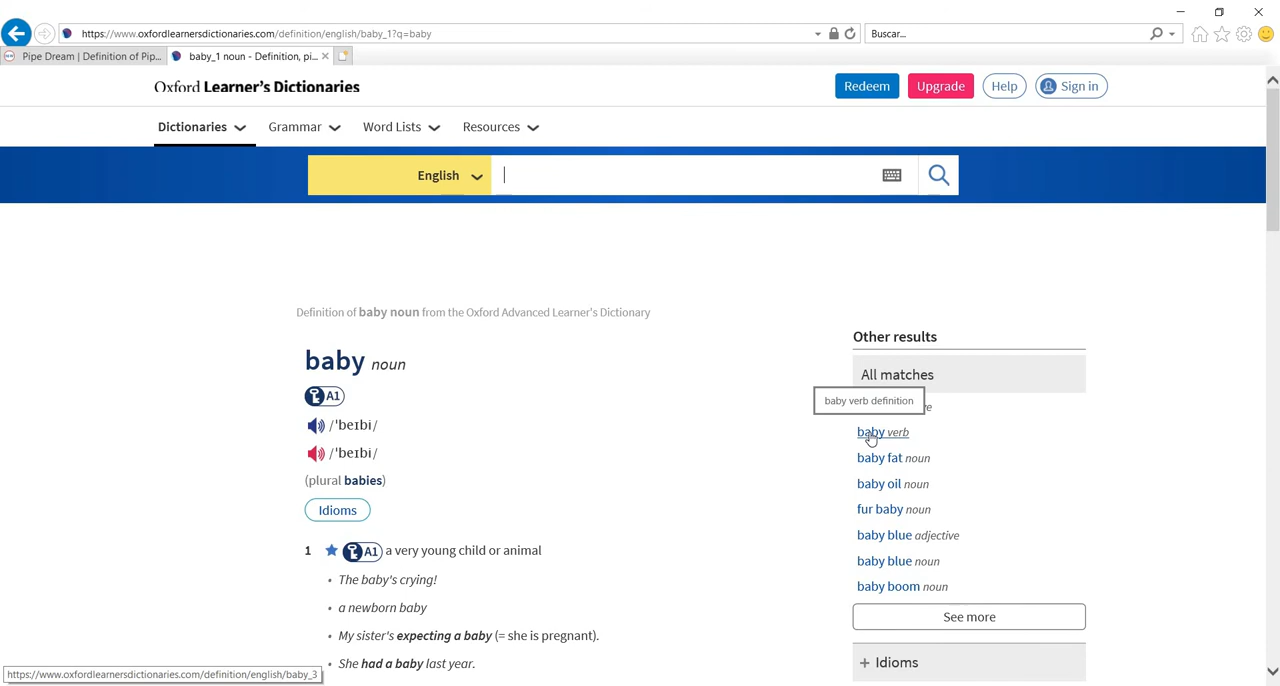 https://www.oxfordlearnersdictionaries.com/definition/english/baby_1?q=baby
Buscar...
Pipe Dream | Definition of Pip...
baby_1 noun - Definition, pi...
Oxford Learner's Dictionaries
Redeem
Upgrade
Help
Sign in
Dictionaries
Grammar
Word Lists
Resources
English
Definition of baby noun from the Oxford Advanced Learner's Dictionary
baby noun
A1
/ˈbeɪbi/
/ˈbeɪbi/
(plural babies)
Idioms
1 A1 a very young child or animal
• The baby's crying!
• a newborn baby
• My sister's expecting a baby (= she is pregnant).
• She had a baby last year.
Other results
All matches
baby verb definition
baby verb
baby fat noun
baby oil noun
fur baby noun
baby blue adjective
baby blue noun
baby boom noun
See more
+ Idioms
https://www.oxfordlearnersdictionaries.com/definition/english/baby_3